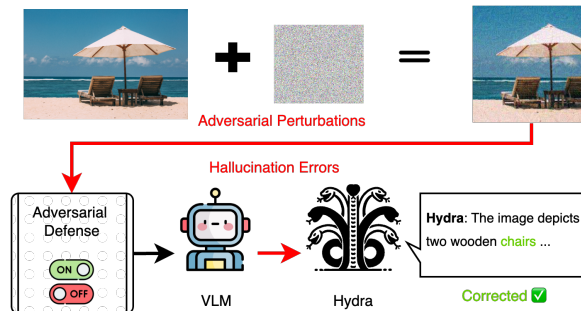 Adversarial Perturbations
Hallucination Errors
Adversarial
Defense
ON
OFF
VLM
Hydra
Hydra: The image depicts
two wooden chairs ...
Corrected ✅